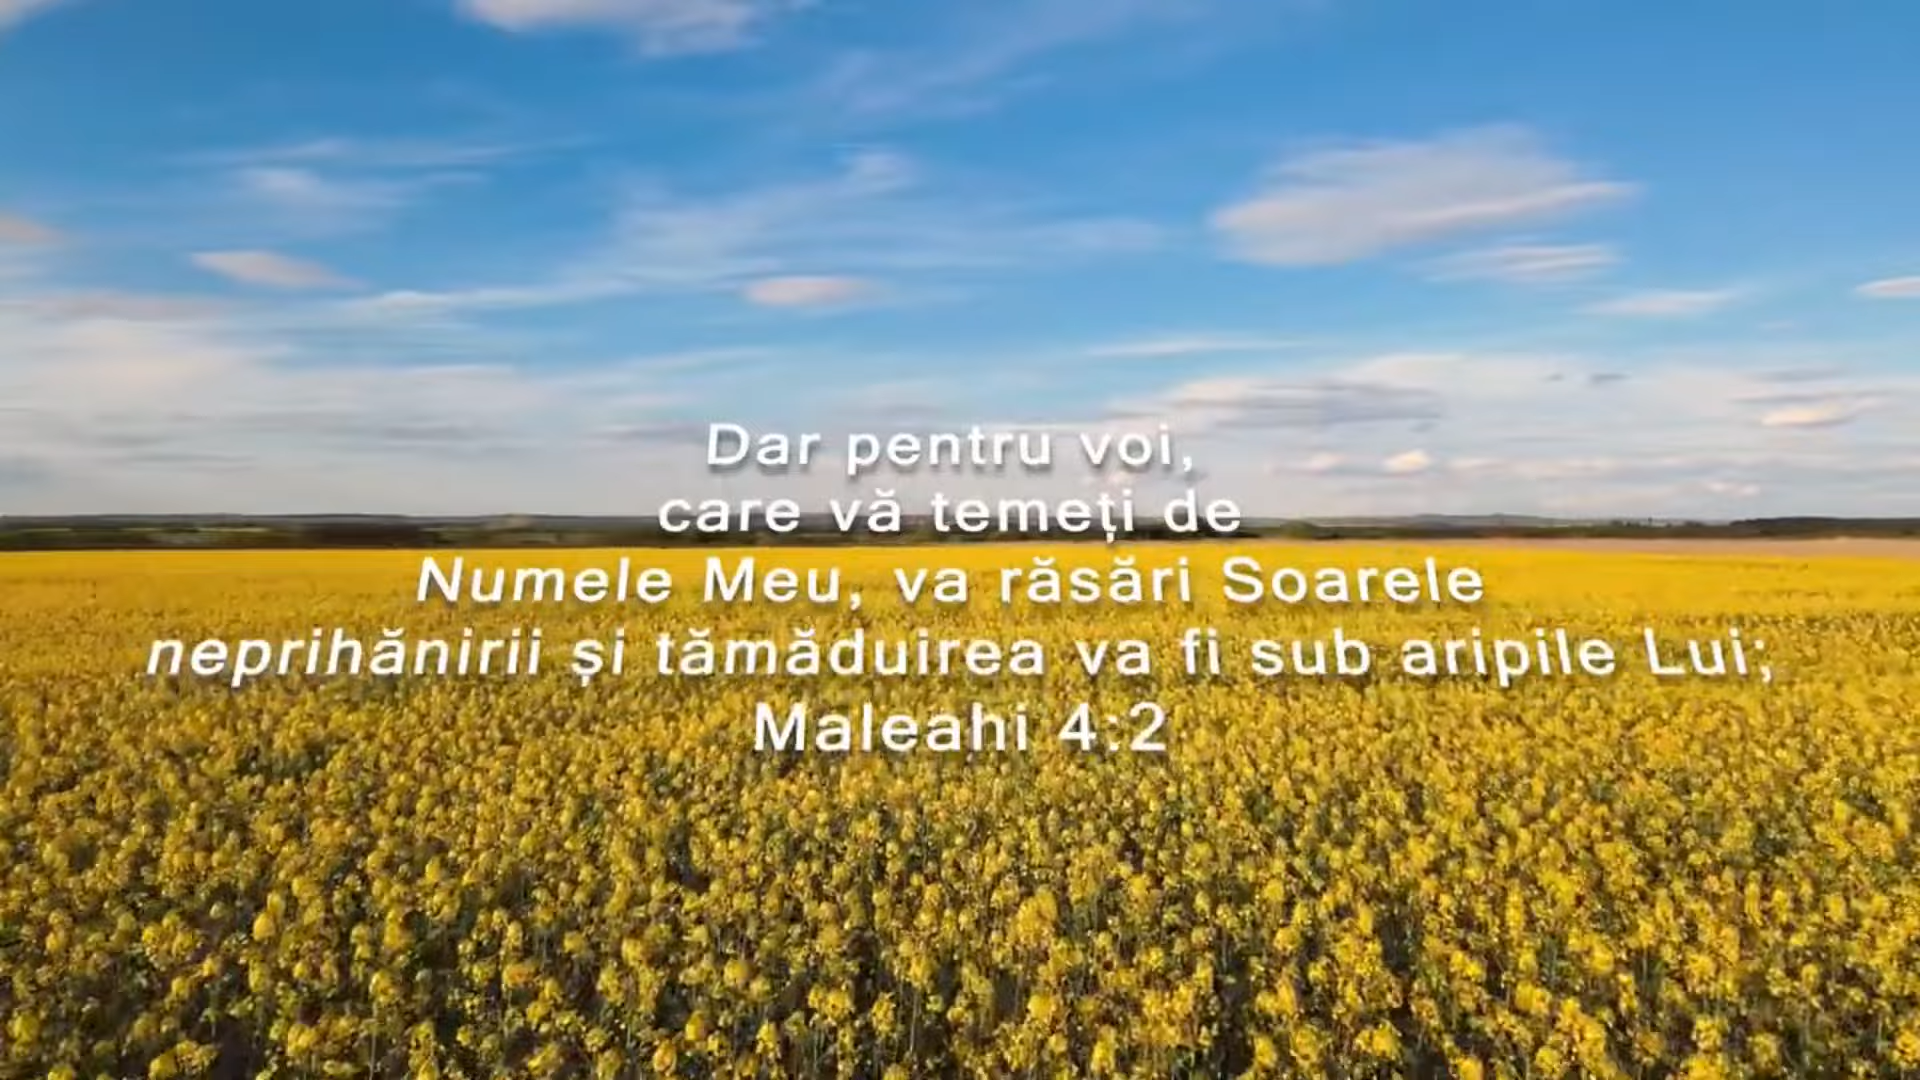 Dar pentru voi,
care vă temeți de
Numele Meu, va răsări Soarele
neprihănirii și tămăduirea va fi sub aripile Lui;
Maleahi 4:2